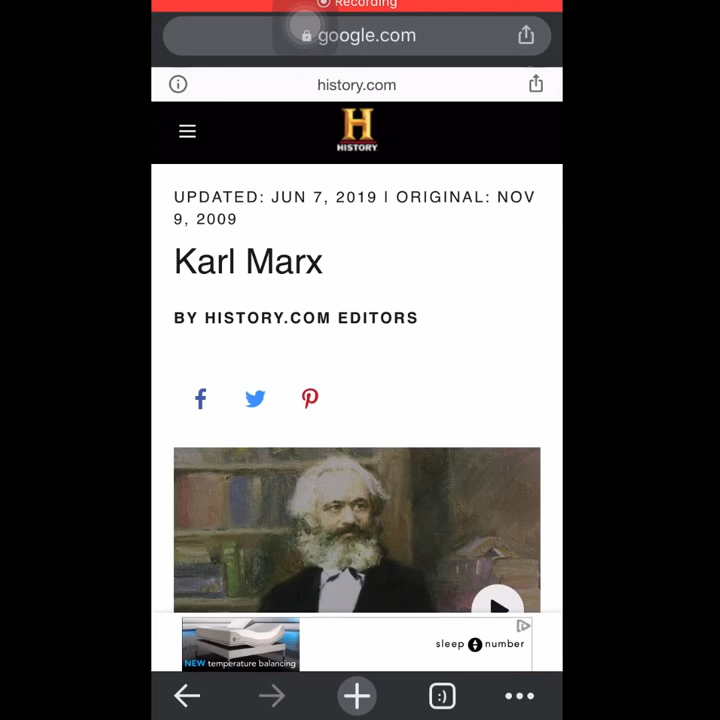 Recording
google.com
history.com
H
HISTORY
UPDATED: JUN 7, 2019 | ORIGINAL: NOV
9, 2009
Karl Marx
BY HISTORY.COM EDITORS
sleep number
NEW temperature balancing
:)